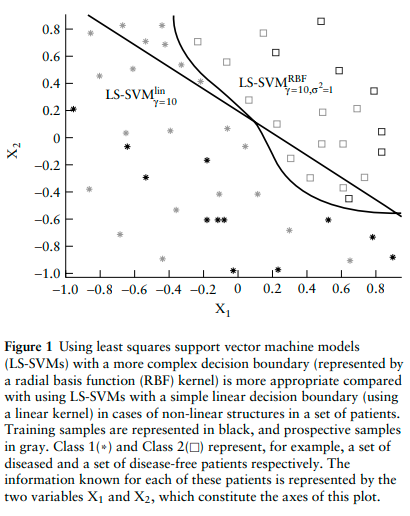 0.8
0.6
LS-SVM RBF γ=10,σ²=1
0.4
LS-SVM lin γ=10
0.2
0
X₂
−0.2
−0.4
−0.6
−0.8
−1.0
−1.0 −0.8 −0.6 −0.4 −0.2 0 0.2 0.4 0.6 0.8
X₁
Figure 1 Using least squares support vector machine models
(LS-SVMs) with a more complex decision boundary (represented by
a radial basis function (RBF) kernel) is more appropriate compared
with using LS-SVMs with a simple linear decision boundary (using
a linear kernel) in cases of non-linear structures in a set of patients.
Training samples are represented in black, and prospective samples
in gray. Class 1(*) and Class 2(□) represent, for example, a set of
diseased and a set of disease-free patients respectively. The
information known for each of these patients is represented by the
two variables X₁ and X₂, which constitute the axes of this plot.